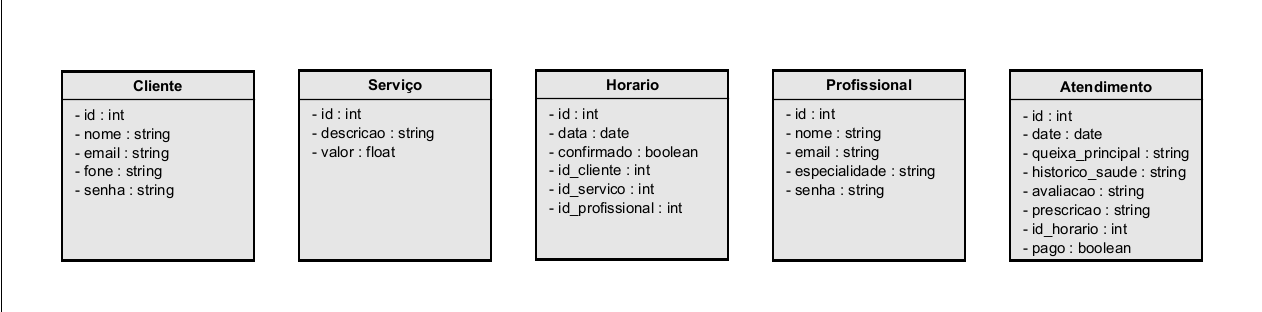 Cliente
- id : int
- nome : string
- email : string
- fone : string
- senha : string
Serviço
- id : int
- descricao : string
- valor : float
Horario
- id : int
- data : date
- confirmado : boolean
- id_cliente : int
- id_servico : int
- id_profissional : int
Profissional
- id : int
- nome : string
- email : string
- especialidade : string
- senha : string
Atendimento
- id : int
- date : date
- queixa_principal : string
- historico_saude : string
- avaliacao : string
- prescricao : string
- id_horario : int
- pago : boolean